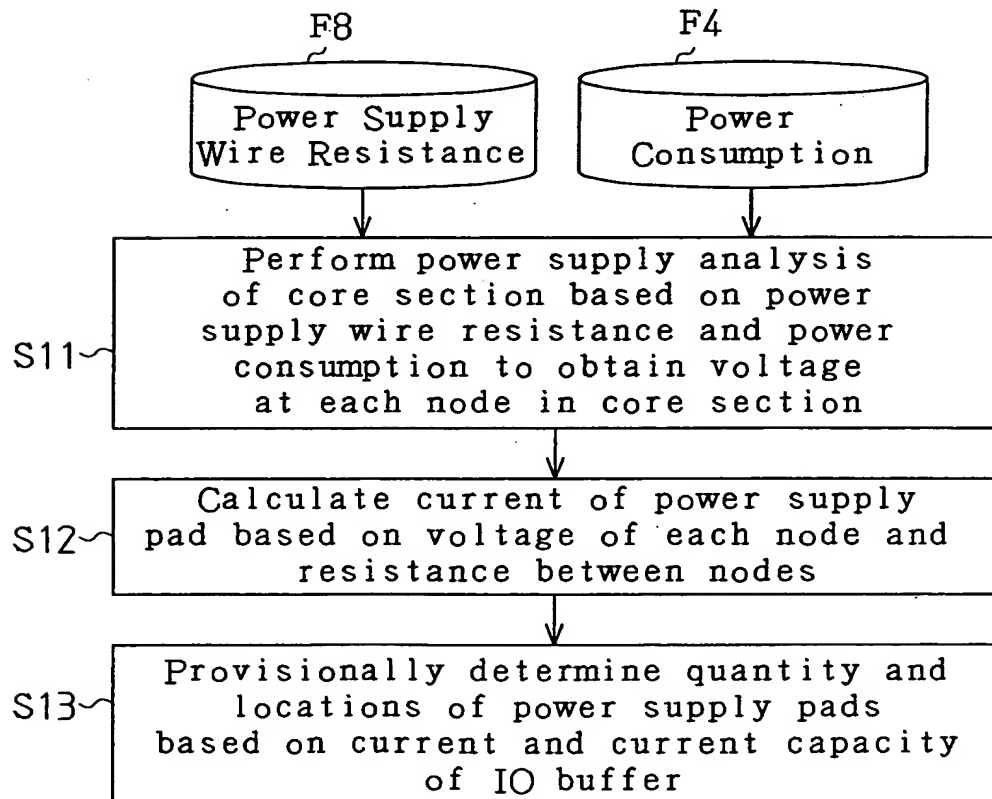 F8
F4
Power Supply
Wire Resistance
Power
Consumption
S11
Perform power supply analysis
of core section based on power
supply wire resistance and power
consumption to obtain voltage
at each node in core section
S12
Calculate current of power supply
pad based on voltage of each node and
resistance between nodes
S13
Provisionally determine quantity and
locations of power supply pads
based on current and current capacity
of IO buffer